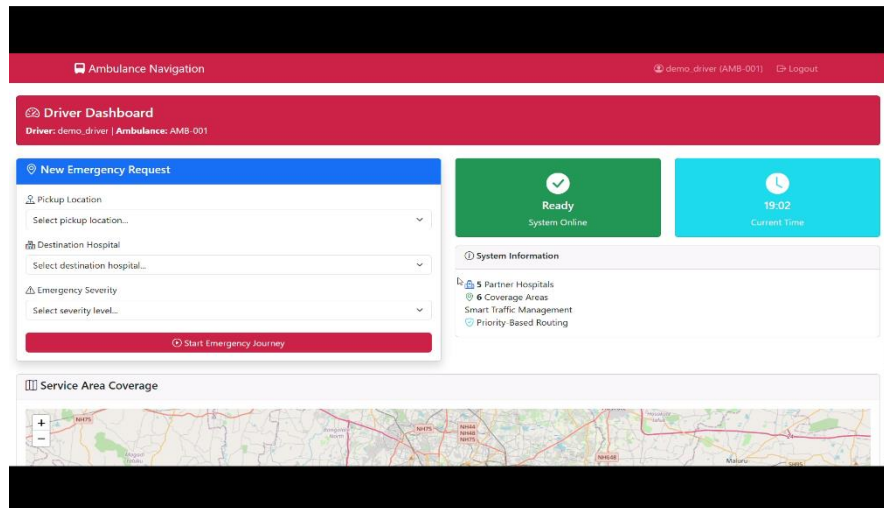 Ambulance Navigation
demo_driver (AMB-001) Logout
Driver Dashboard
Driver: demo_driver | Ambulance: AMB-001
New Emergency Request
Pickup Location
Select pickup location...
Destination Hospital
Select destination hospital...
Emergency Severity
Select severity level...
Start Emergency Journey
Ready
System Online
19:02
Current Time
System Information
5 Partner Hospitals
6 Coverage Areas
Smart Traffic Management
Priority-Based Routing
Service Area Coverage
+
−
NH75
NH75
NH44
NH48
NH75
NH648
Maluru